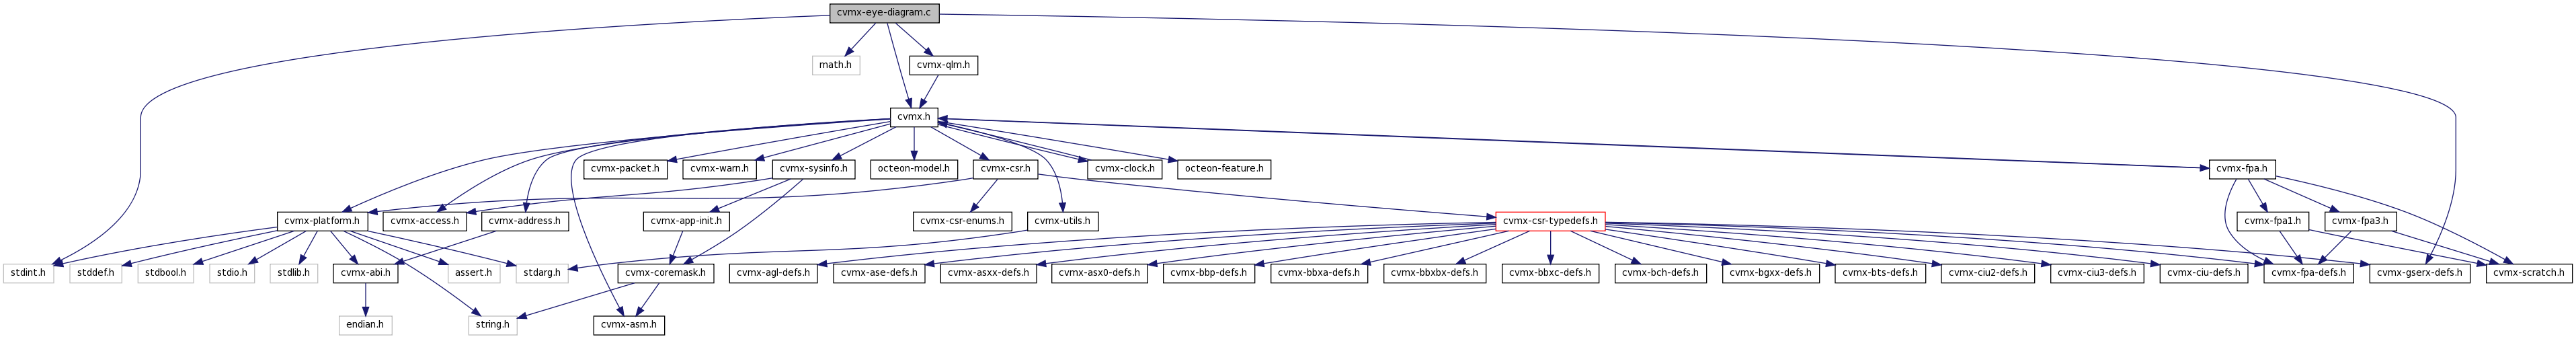 cvmx-eye-diagram.c
math.h
cvmx-qlm.h
cvmx.h
cvmx-packet.h
cvmx-warn.h
cvmx-sysinfo.h
octeon-model.h
cvmx-csr.h
cvmx-clock.h
octeon-feature.h
cvmx-fpa.h
cvmx-platform.h
cvmx-access.h
cvmx-address.h
cvmx-app-init.h
cvmx-csr-enums.h
cvmx-utils.h
cvmx-csr-typedefs.h
cvmx-fpa1.h
cvmx-fpa3.h
stdint.h
stddef.h
stdbool.h
stdio.h
stdlib.h
cvmx-abi.h
assert.h
stdarg.h
cvmx-coremask.h
cvmx-agl-defs.h
cvmx-ase-defs.h
cvmx-asxx-defs.h
cvmx-asx0-defs.h
cvmx-bbp-defs.h
cvmx-bbxa-defs.h
cvmx-bbxbx-defs.h
cvmx-bbxc-defs.h
cvmx-bch-defs.h
cvmx-bgxx-defs.h
cvmx-bts-defs.h
cvmx-ciu2-defs.h
cvmx-ciu3-defs.h
cvmx-ciu-defs.h
cvmx-fpa-defs.h
cvmx-gserx-defs.h
cvmx-scratch.h
endian.h
string.h
cvmx-asm.h